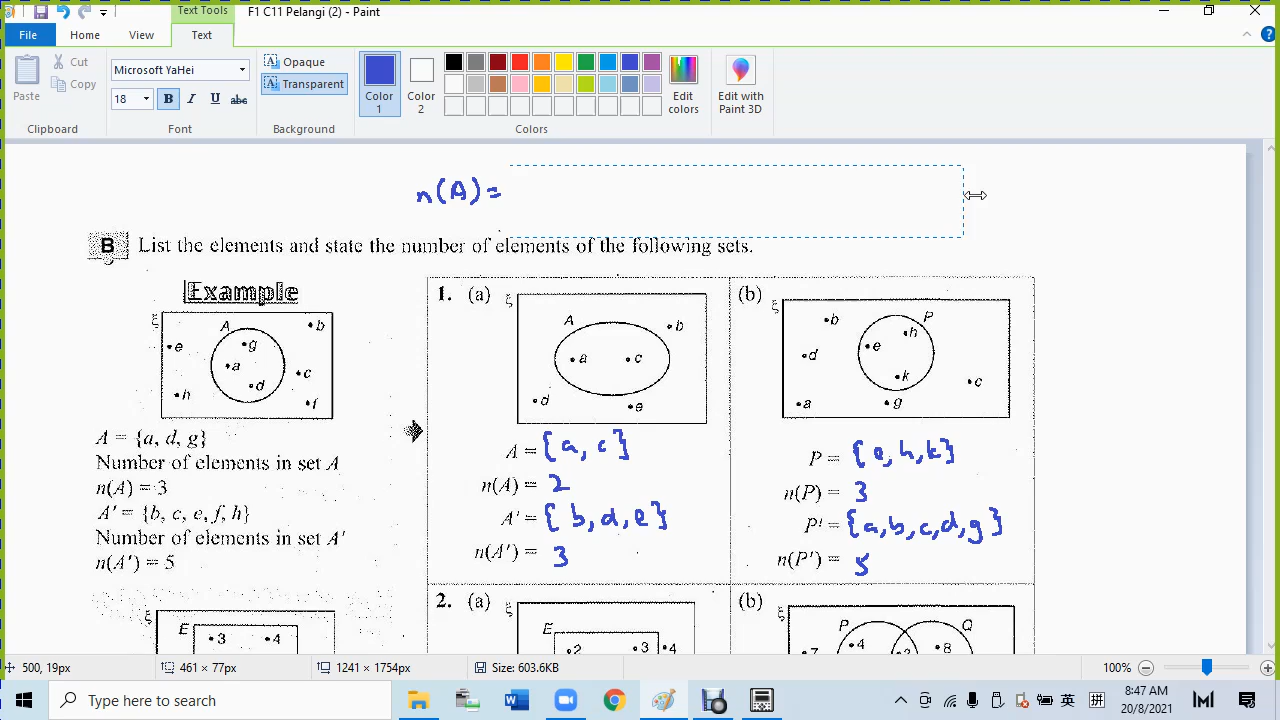 Text Tools
F1 C11 Pelangi (2) - Paint
File
Home
View
Text
Paste
Cut
Copy
Microsoft YaHei
18
B
I
U
abc
Opaque
Transparent
Color
1
Color
2
Edit
colors
Edit with
Paint 3D
Clipboard
Font
Background
Colors
n(A) =
B List the elements and state the number of elements of the following sets.
Example
ξ
A
b
e
g
a
d
c
h
f
A = {a, d, g}
Number of elements in set A
n(A) = 3
A' = {b, c, e, f, h}
Number of elements in set A'
n(A') = 5
1. (a)
ξ
A
b
a
c
d
e
A = {a, c}
n(A) = 2
A' = {b, d, e}
n(A') = 3
(b)
ξ
b
P
h
e
d
k
c
a
g
P = {e, h, k}
n(P) = 3
P' = {a, b, c, d, g}
n(P') = 5
ξ
E
3
4
2. (a)
ξ
E
2
3
4
(b)
ξ
P
Q
7
4
8
500, 19px
461 × 77px
1241 × 1754px
Size: 603.6KB
100%
Type here to search
英
拼
8:47 AM
20/8/2021